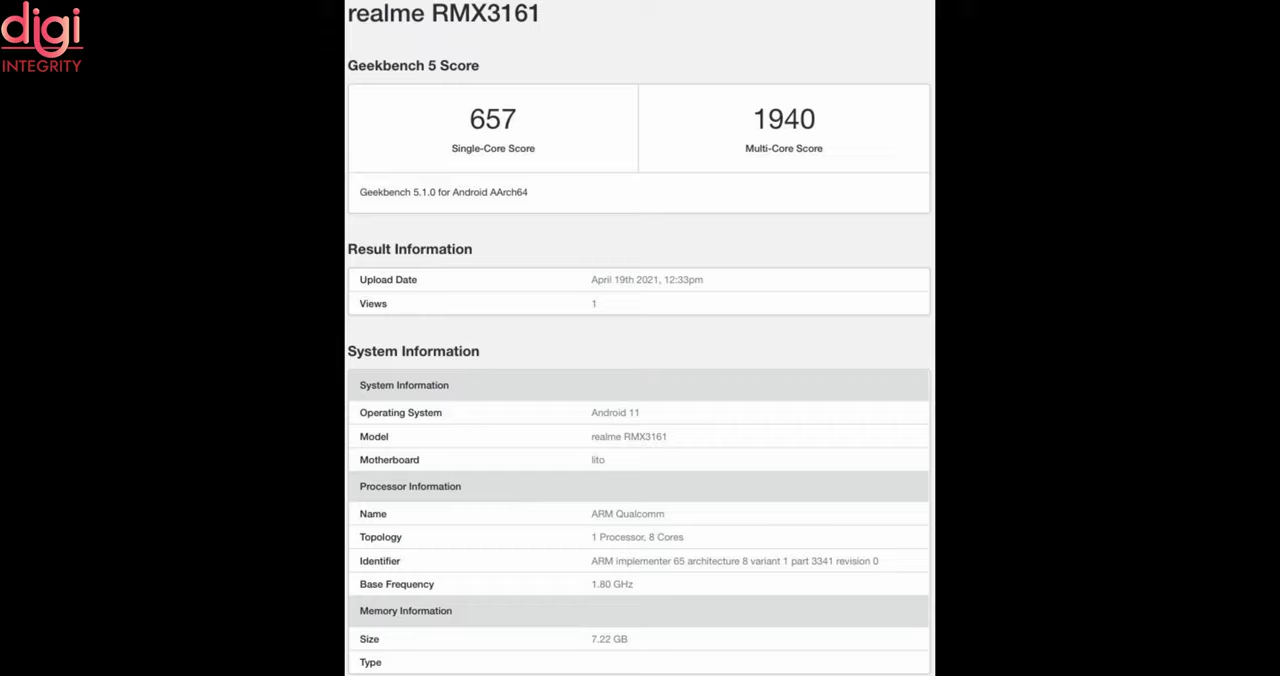 digi
INTEGRITY
realme RMX3161
Geekbench 5 Score
657 1940
Single-Core Score Multi-Core Score
Geekbench 5.1.0 for Android AArch64
Result Information
Upload Date April 19th 2021, 12:33pm
Views 1
System Information
System Information
Operating System Android 11
Model realme RMX3161
Motherboard lito
Processor Information
Name ARM Qualcomm
Topology 1 Processor, 8 Cores
Identifier ARM implementer 65 architecture 8 variant 1 part 3341 revision 0
Base Frequency 1.80 GHz
Memory Information
Size 7.22 GB
Type